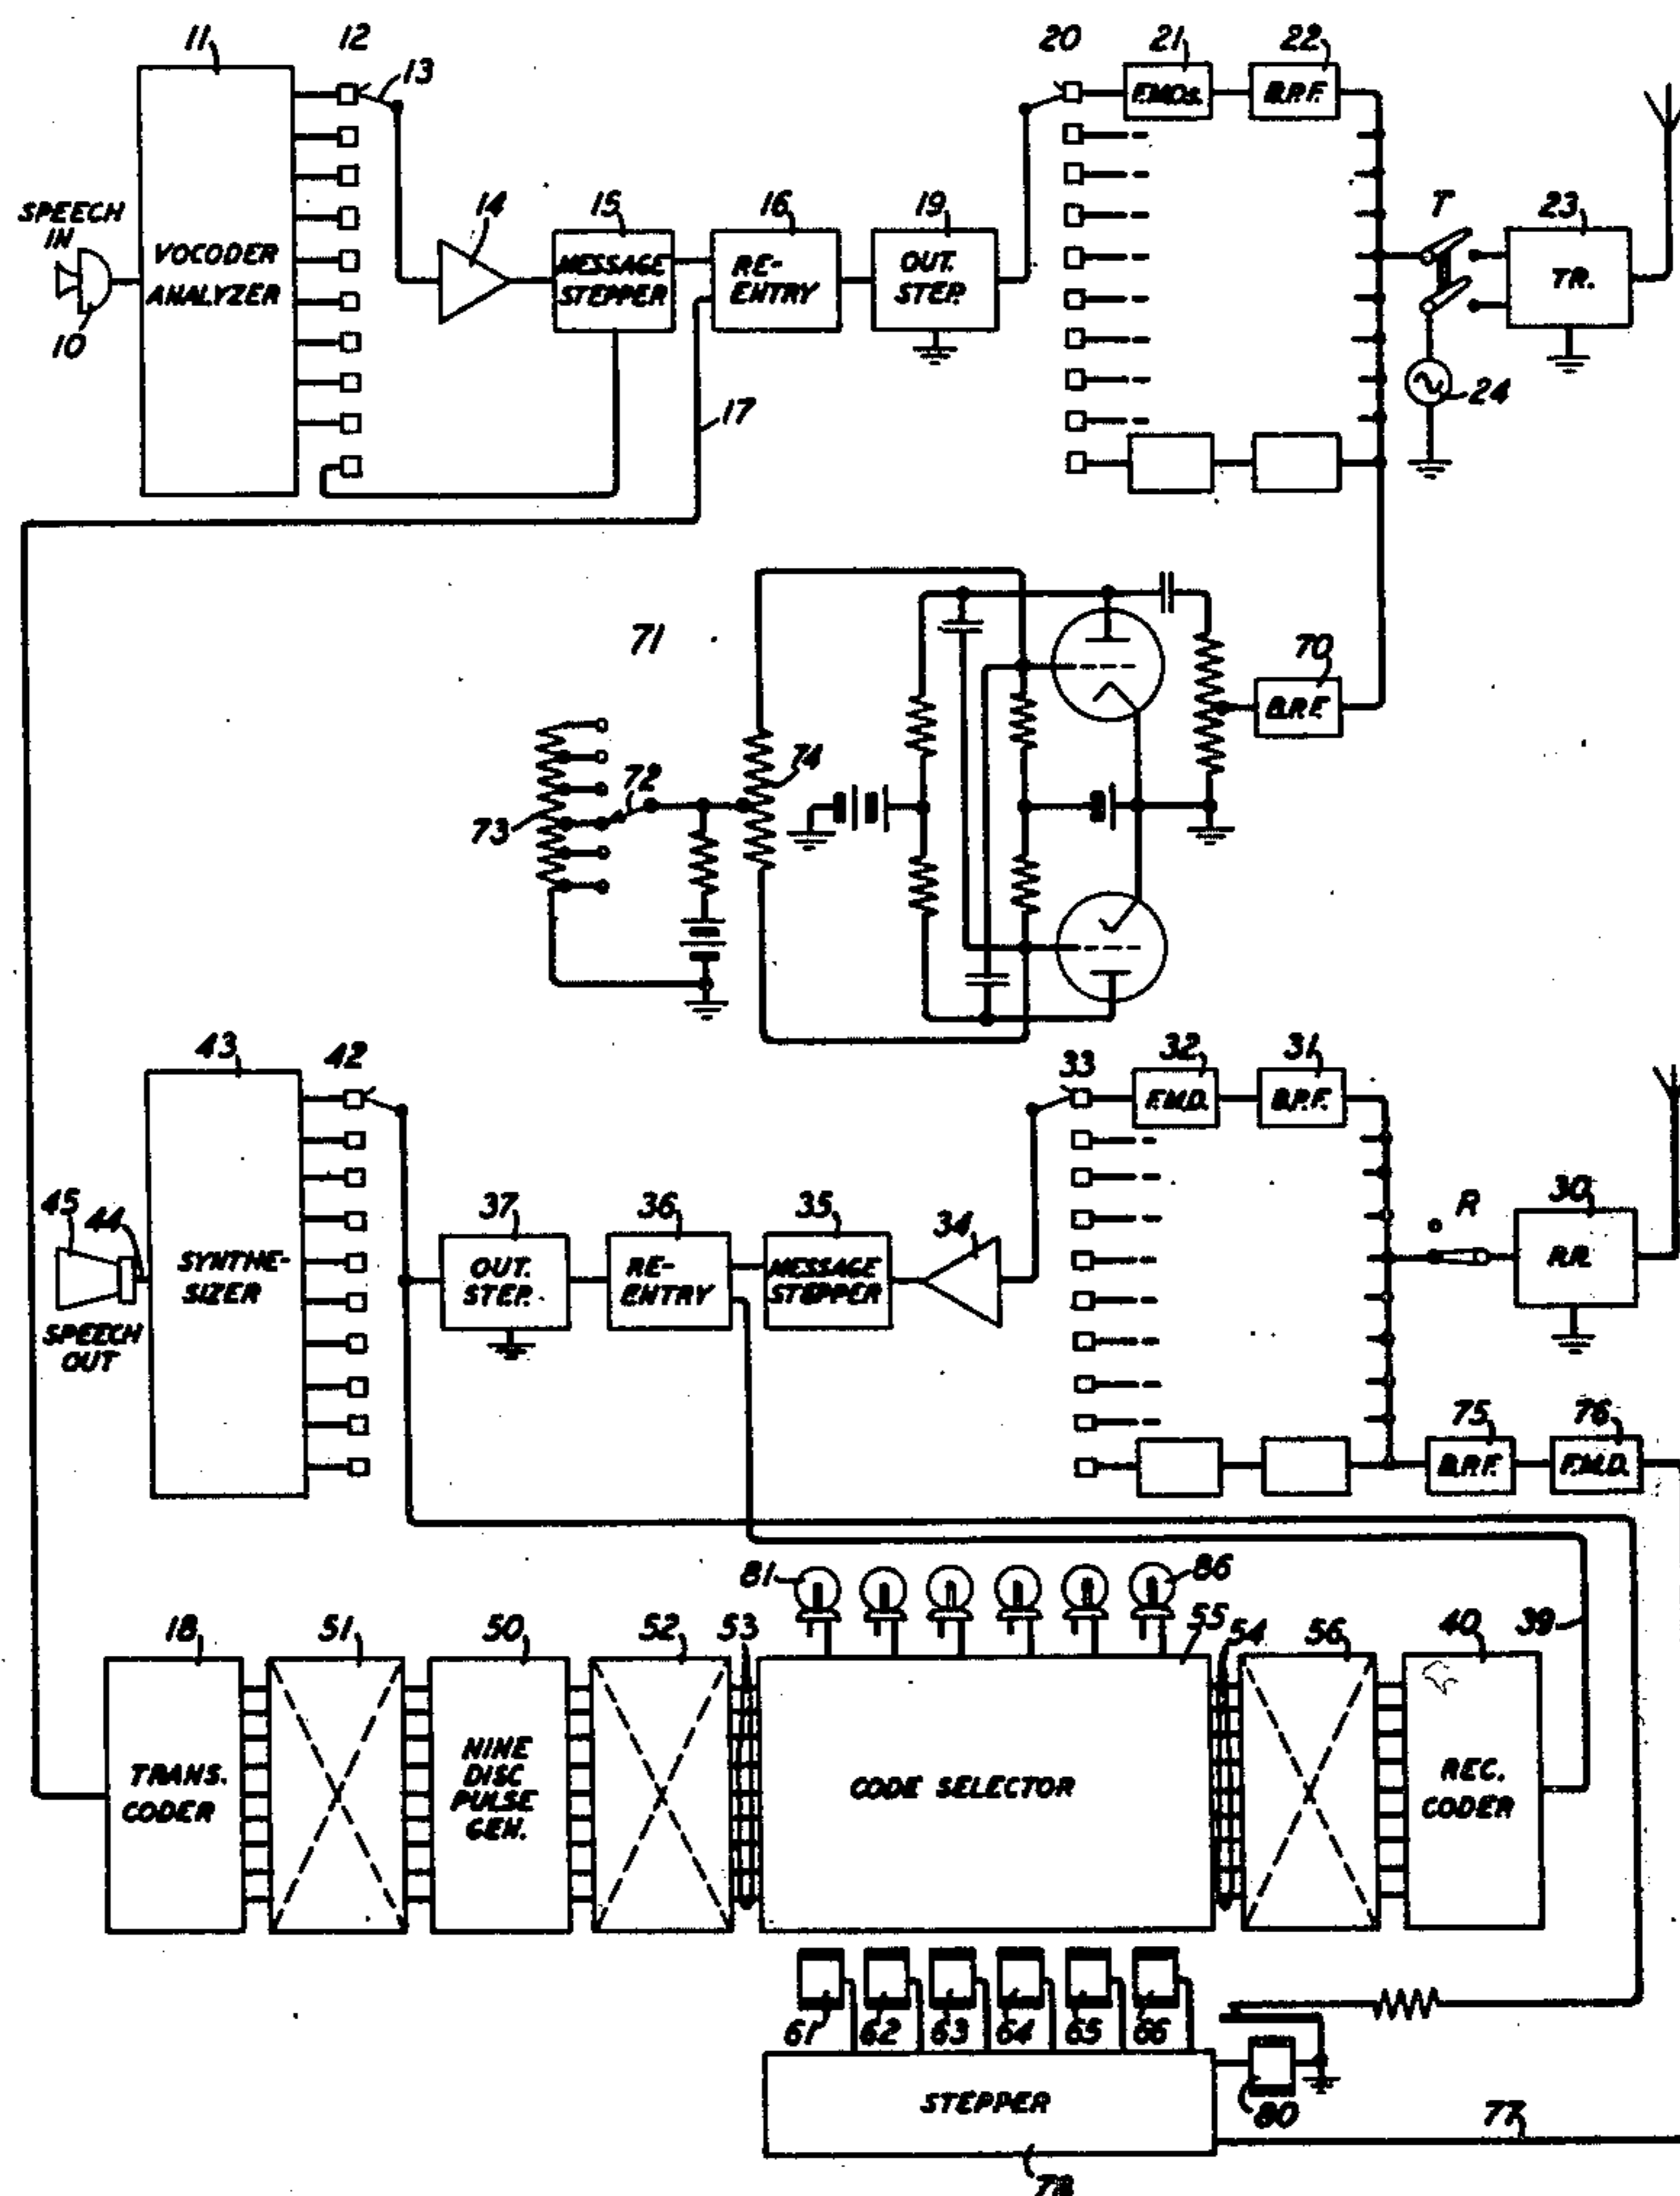 11
12
13
SPEECH
IN
10
VOCODER
ANALYZER
14
15
MESSAGE
STEPPER
16
RE-
ENTRY
17
19
OUT.
STEP.
20
21
F.M.Os.
22
B.P.F.
T
23
TR.
24
71
70
B.P.F.
72
73
74
43
42
45
44
SPEECH
OUT
SYNTHE-
SIZER
37
OUT.
STEP.
36
RE-
ENTRY
35
MESSAGE
STEPPER
34
33
32
F.M.D.
31
B.P.F.
R
30
R.R.
75
B.P.F.
76
F.M.D.
81
86
18
TRANS.
CODER
51
50
NINE
DISC
PULSE
GEN.
52
53
55
CODE SELECTOR
54
56
40
REC.
CODER
39
61
62
63
64
65
66
STEPPER
80
77
78